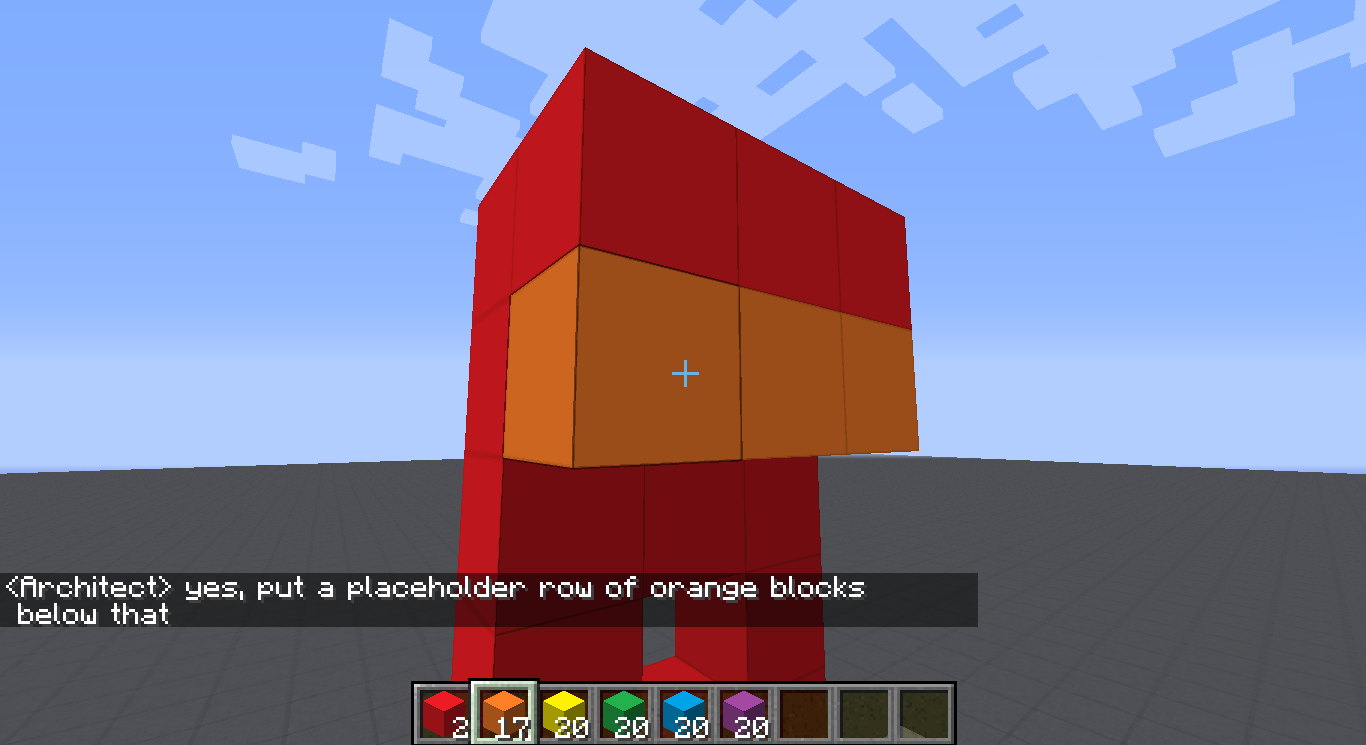 <Architect> yes, put a placeholder row of orange blocks
below that
2 17 20 20 20 20